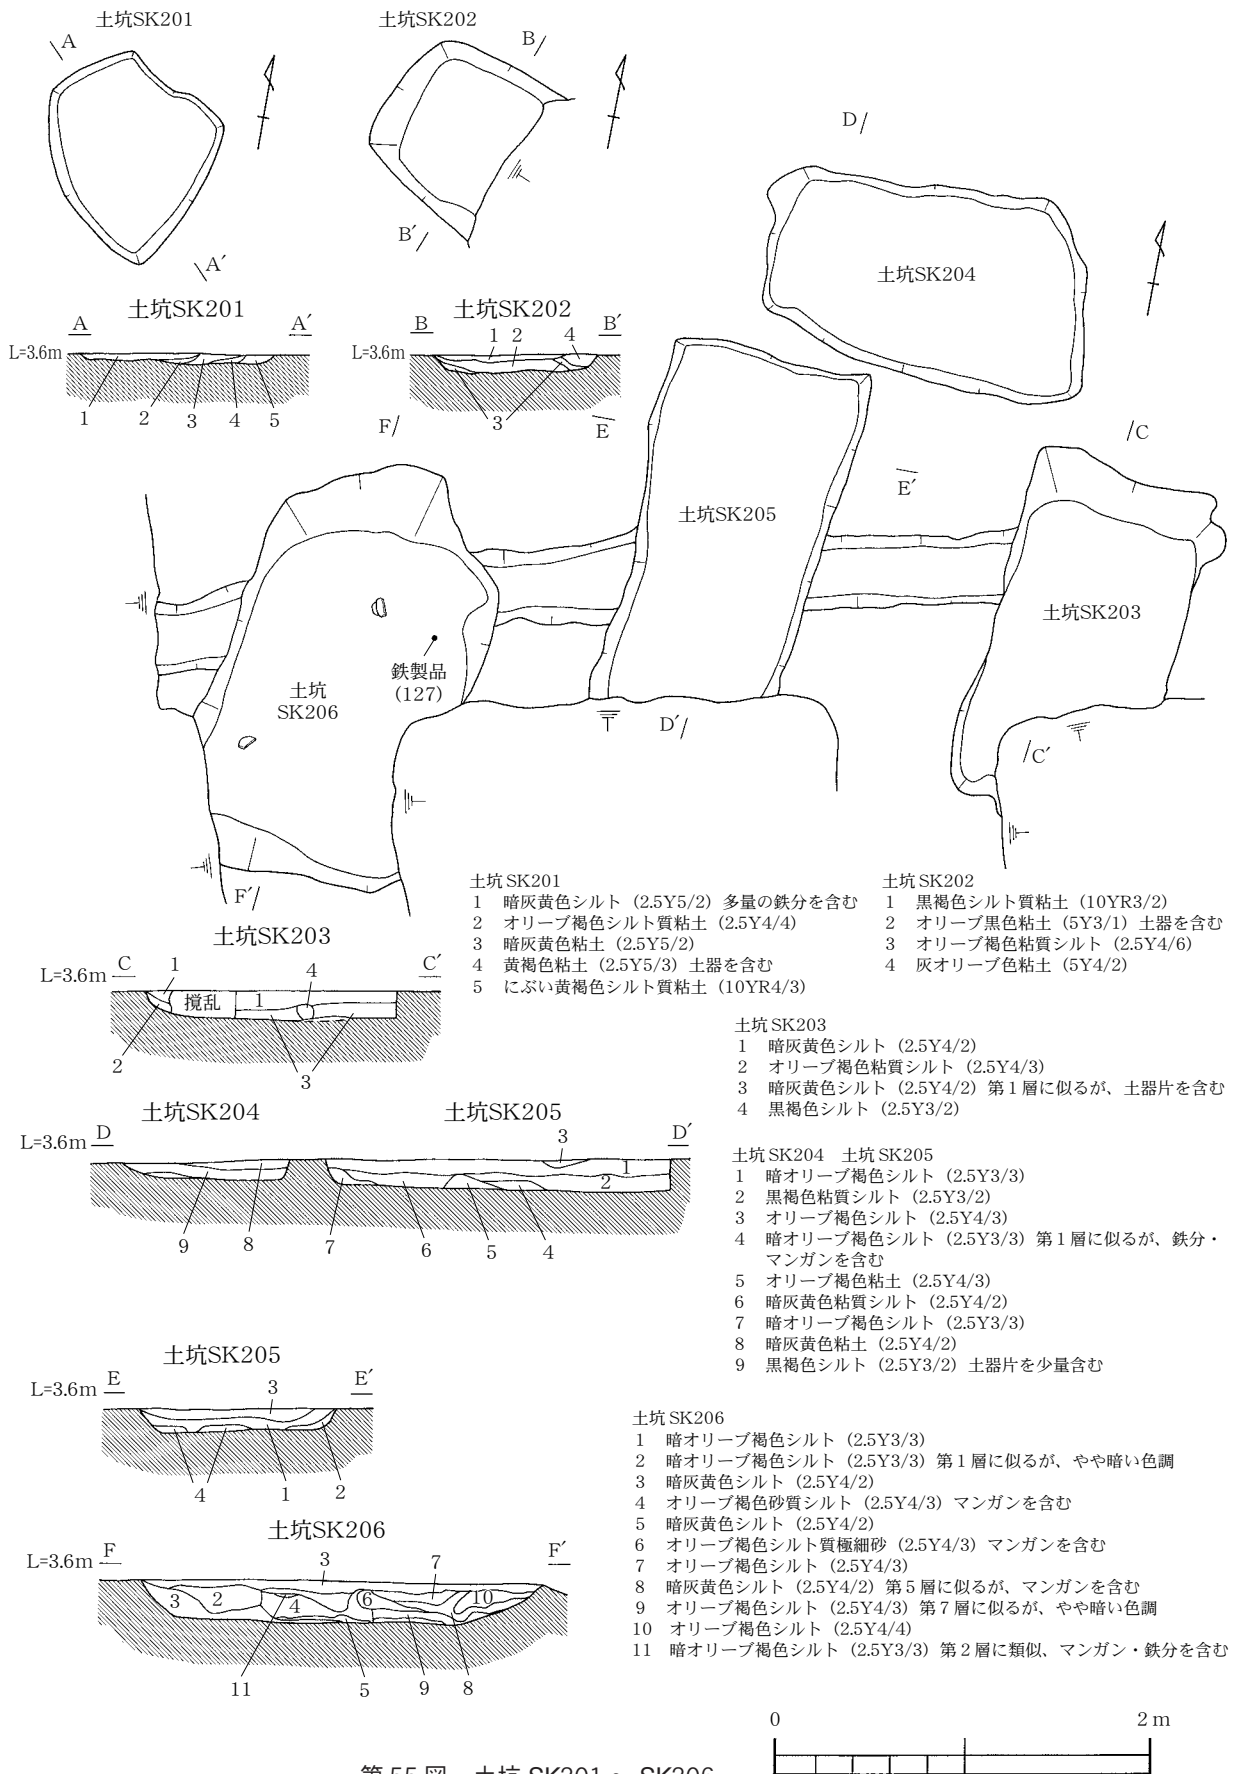 土坑SK201
土坑SK202
A
B
D
A´
B´
土坑SK204
土坑SK201
土坑SK202
A
A´
B
B´
L=3.6m
L=3.6m
1 2 4
1 2 3 4 5
3
F
E
C
E´
土坑SK205
土坑SK203
鉄製品
(127)
土坑
SK206
D´
C´
F´
土坑SK201
1 暗灰黄色シルト（2.5Y5/2）多量の鉄分を含む
2 オリーブ褐色シルト質粘土（2.5Y4/4）
3 暗灰黄色粘土（2.5Y5/2）
4 黄褐色粘土（2.5Y5/3）土器を含む
5 にぶい黄褐色シルト質粘土（10YR4/3）
土坑SK202
1 黒褐色シルト質粘土（10YR3/2）
2 オリーブ黒色粘土（5Y3/1）土器を含む
3 オリーブ褐色粘質シルト（2.5Y4/6）
4 灰オリーブ色粘土（5Y4/2）
土坑SK203
L=3.6m
C
C´
1 4
撹乱 1
2
3
土坑SK203
1 暗灰黄色シルト（2.5Y4/2）
2 オリーブ褐色粘質シルト（2.5Y4/3）
3 暗灰黄色シルト（2.5Y4/2）第1層に似るが、土器片を含む
4 黒褐色シルト（2.5Y3/2）
土坑SK204
土坑SK205
L=3.6m
D
D´
3
1
2
9 8 7 6 5 4
土坑SK204 土坑SK205
1 暗オリーブ褐色シルト（2.5Y3/3）
2 黒褐色粘質シルト（2.5Y3/2）
3 オリーブ褐色シルト（2.5Y4/3）
4 暗オリーブ褐色シルト（2.5Y3/3）第1層に似るが、鉄分・
マンガンを含む
5 オリーブ褐色粘土（2.5Y4/3）
6 暗灰黄色粘質シルト（2.5Y4/2）
7 暗オリーブ褐色シルト（2.5Y3/3）
8 暗灰黄色粘土（2.5Y4/2）
9 黒褐色シルト（2.5Y3/2）土器片を少量含む
土坑SK205
L=3.6m
E
E´
3
4 1 2
土坑SK206
L=3.6m
F
F´
3 7
3 2 4 6 10
11 5 9 8
土坑SK206
1 暗オリーブ褐色シルト（2.5Y3/3）
2 暗オリーブ褐色シルト（2.5Y3/3）第1層に似るが、やや暗い色調
3 暗灰黄色シルト（2.5Y4/2）
4 オリーブ褐色砂質シルト（2.5Y4/3）マンガンを含む
5 暗灰黄色シルト（2.5Y4/2）
6 オリーブ褐色シルト質極細砂（2.5Y4/3）マンガンを含む
7 オリーブ褐色シルト（2.5Y4/3）
8 暗灰黄色シルト（2.5Y4/2）第5層に似るが、マンガンを含む
9 オリーブ褐色シルト（2.5Y4/3）第7層に似るが、やや暗い色調
10 オリーブ褐色シルト（2.5Y4/4）
11 暗オリーブ褐色シルト（2.5Y3/3）第2層に類似、マンガン・鉄分を含む
0
2 m
第55図 土坑SK201～SK206